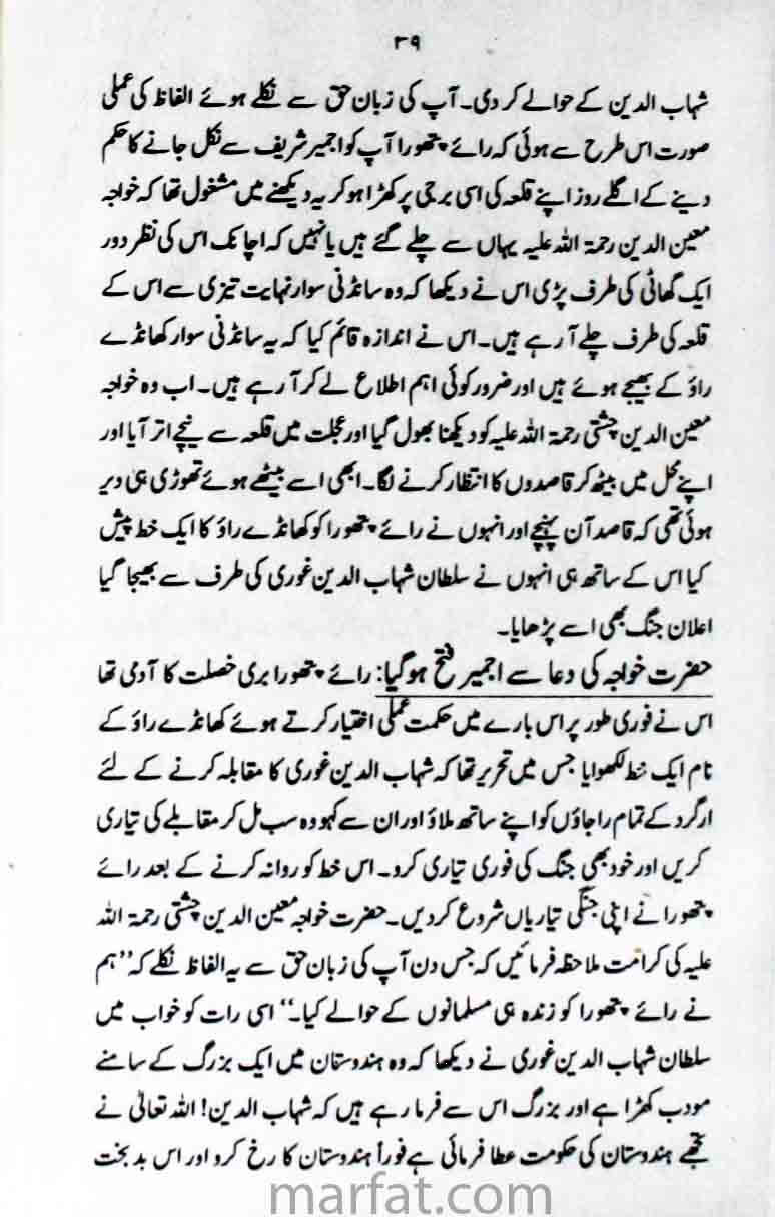 ۳۹
شہاب الدین کے حوالے کر دی۔ آپ کی زبان حق سے نکلے ہوئے الفاظ کی عملی
صورت اس طرح سے ہوئی کہ رائے پتھورا آپ کو اجمیر شریف سے نکل جانے کا حکم
دینے کے اگلے روز اپنے قلعہ کی اسی برجی پر کھڑا ہو کر یہ دیکھنے میں مشغول تھا کہ خواجہ
معین الدین رحمۃ اللہ علیہ یہاں سے چلے گئے ہیں یا نہیں کہ اچانک اس کی نظر دور
ایک گھاٹی کی طرف پڑی اس نے دیکھا کہ وہ سانڈنی سوار نہایت تیزی سے اس کے
قلعہ کی طرف چلے آ رہے ہیں۔ اس نے اندازہ قائم کیا کہ یہ سانڈنی سوار کھانڈے
راؤ کے بھیجے ہوئے ہیں اور ضرور کوئی اہم اطلاع لے کر آ رہے ہیں۔ اب وہ خواجہ
معین الدین چشتی رحمۃ اللہ علیہ کو دیکھنا بھول گیا اور عجلت میں قلعہ سے نیچے اتر آیا اور
اپنے محل میں بیٹھ کر قاصدوں کا انتظار کرنے لگا۔ ابھی اسے بیٹھے ہوئے تھوڑی ہی دیر
ہوئی تھی کہ قاصد آن پہنچے اور انہوں نے رائے پتھورا کو کھانڈے راؤ کا ایک خط پیش
کیا اس کے ساتھ ہی انہوں نے سلطان شہاب الدین غوری کی طرف سے بھیجا گیا
اعلان جنگ بھی اسے پڑھایا۔
حضرت خواجہ کی دعا سے اجمیر فتح ہو گیا: رائے پتھورا بری خصلت کا آدمی تھا
اس نے فوری طور پر اس بارے میں حکمت عملی اختیار کرتے ہوئے کھانڈے راؤ کے
نام ایک خط لکھوایا جس میں تحریر تھا کہ شہاب الدین غوری کا مقابلہ کرنے کے لئے
ارگرد کے تمام راجاؤں کو اپنے ساتھ ملاؤ اور ان سے کہو وہ سب مل کر مقابلے کی تیاری
کریں اور خود بھی جنگ کی فوری تیاری کرو۔ اس خط کو روانہ کرنے کے بعد رائے
پتھورا نے اپنی جنگی تیاریاں شروع کر دیں۔ حضرت خواجہ معین الدین چشتی رحمۃ اللہ
علیہ کی کرامت ملاحظہ فرمائیں کہ جس دن آپ کی زبان حق سے یہ الفاظ نکلے کہ ”ہم
نے رائے پتھورا کو زندہ ہی مسلمانوں کے حوالے کیا۔“ اسی رات کو خواب میں
سلطان شہاب الدین غوری نے دیکھا کہ وہ ہندوستان میں ایک بزرگ کے سامنے
مودب کھڑا ہے اور بزرگ اس سے فرما رہے ہیں کہ شہاب الدین! اللہ تعالیٰ نے
تجھے ہندوستان کی حکومت عطا فرمائی ہے فوراً ہندوستان کا رخ کرو اور اس بدبخت
marfat.com